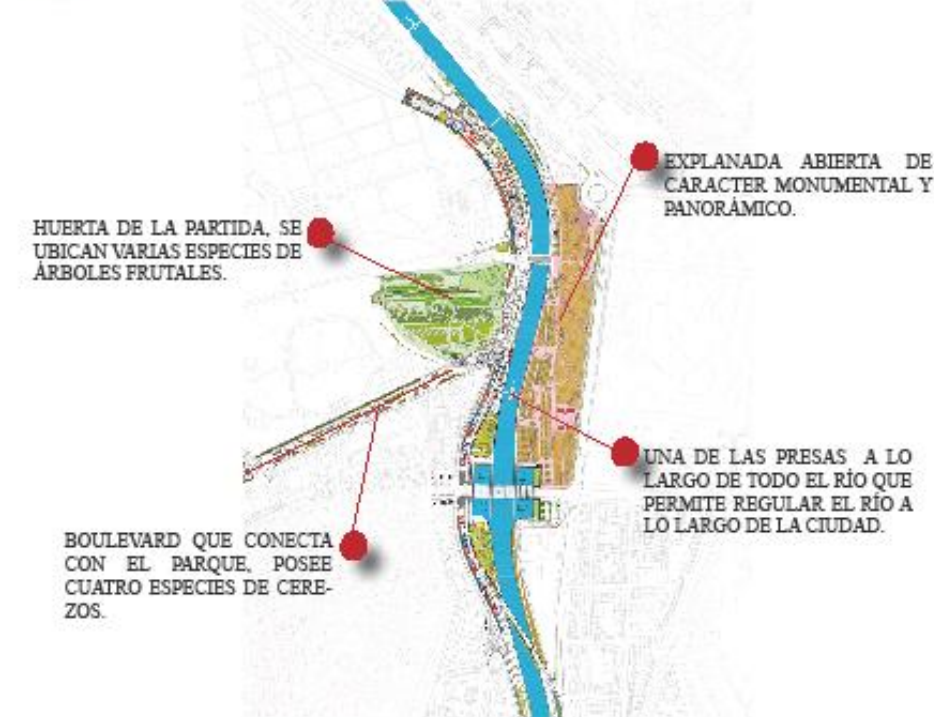 EXPLANADA ABIERTA DE
CARACTER MONUMENTAL Y
PANORÁMICO.
HUERTA DE LA PARTIDA, SE
UBICAN VARIAS ESPECIES DE
ÁRBOLES FRUTALES.
UNA DE LAS PRESAS A LO
LARGO DE TODO EL RÍO QUE
PERMITE REGULAR EL RÍO A
LO LARGO DE LA CIUDAD.
BOULEVARD QUE CONECTA
CON EL PARQUE, POSEE
CUATRO ESPECIES DE CERE-
ZOS.